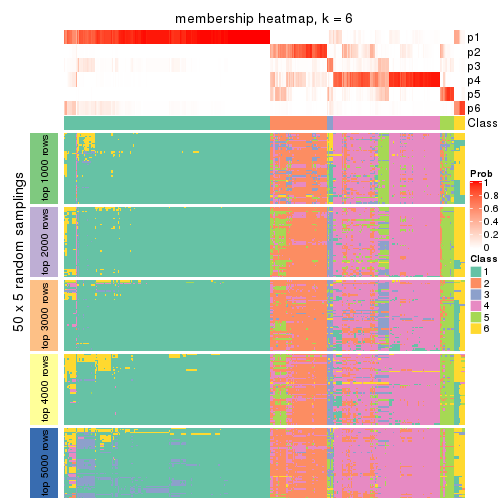 membership heatmap, k = 6
p1
p2
p3
p4
p5
p6
Class
50 x 5 random samplings
top 1000 rows
top 2000 rows
top 3000 rows
top 4000 rows
top 5000 rows
Prob
1
0.8
0.6
0.4
0.2
0
Class
1
2
3
4
5
6